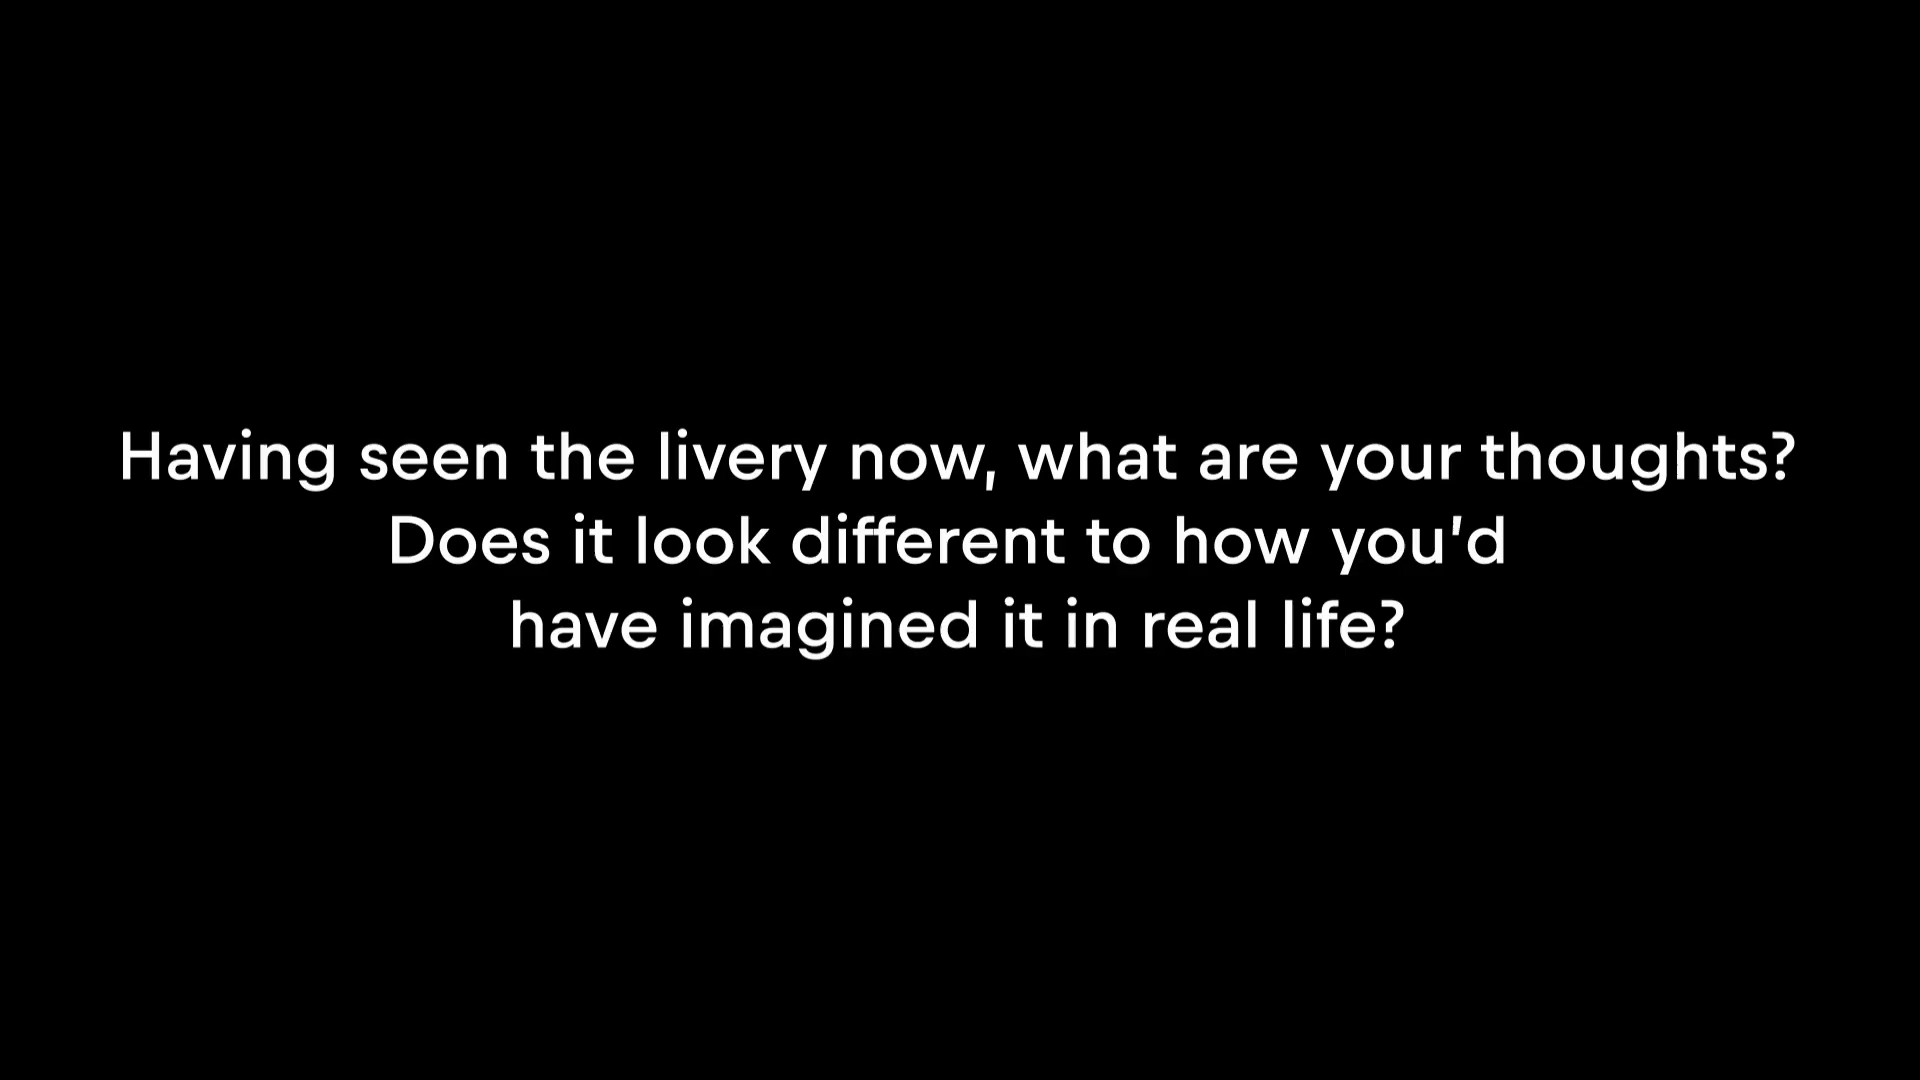 Having seen the livery now, what are your thoughts?
Does it look different to how you'd
have imagined it in real life?